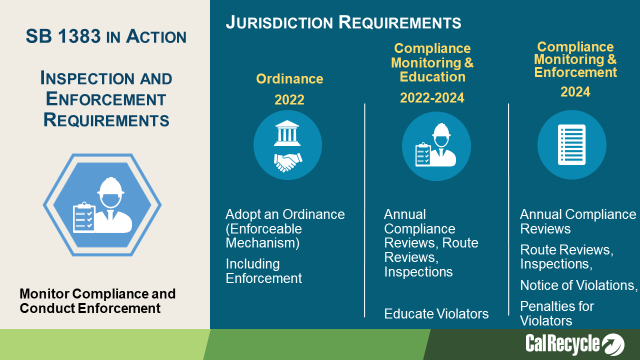 SB 1383 IN ACTION
INSPECTION AND
ENFORCEMENT
REQUIREMENTS
Monitor Compliance and
Conduct Enforcement
JURISDICTION REQUIREMENTS
Ordinance
2022
Adopt an Ordinance
(Enforceable
Mechanism)
Including
Enforcement
Compliance
Monitoring &
Education
2022-2024
Annual
Compliance
Reviews, Route
Reviews,
Inspections
Educate Violators
Compliance
Monitoring &
Enforcement
2024
Annual Compliance
Reviews
Route Reviews,
Inspections,
Notice of Violations,
Penalties for
Violators
CalRecycle